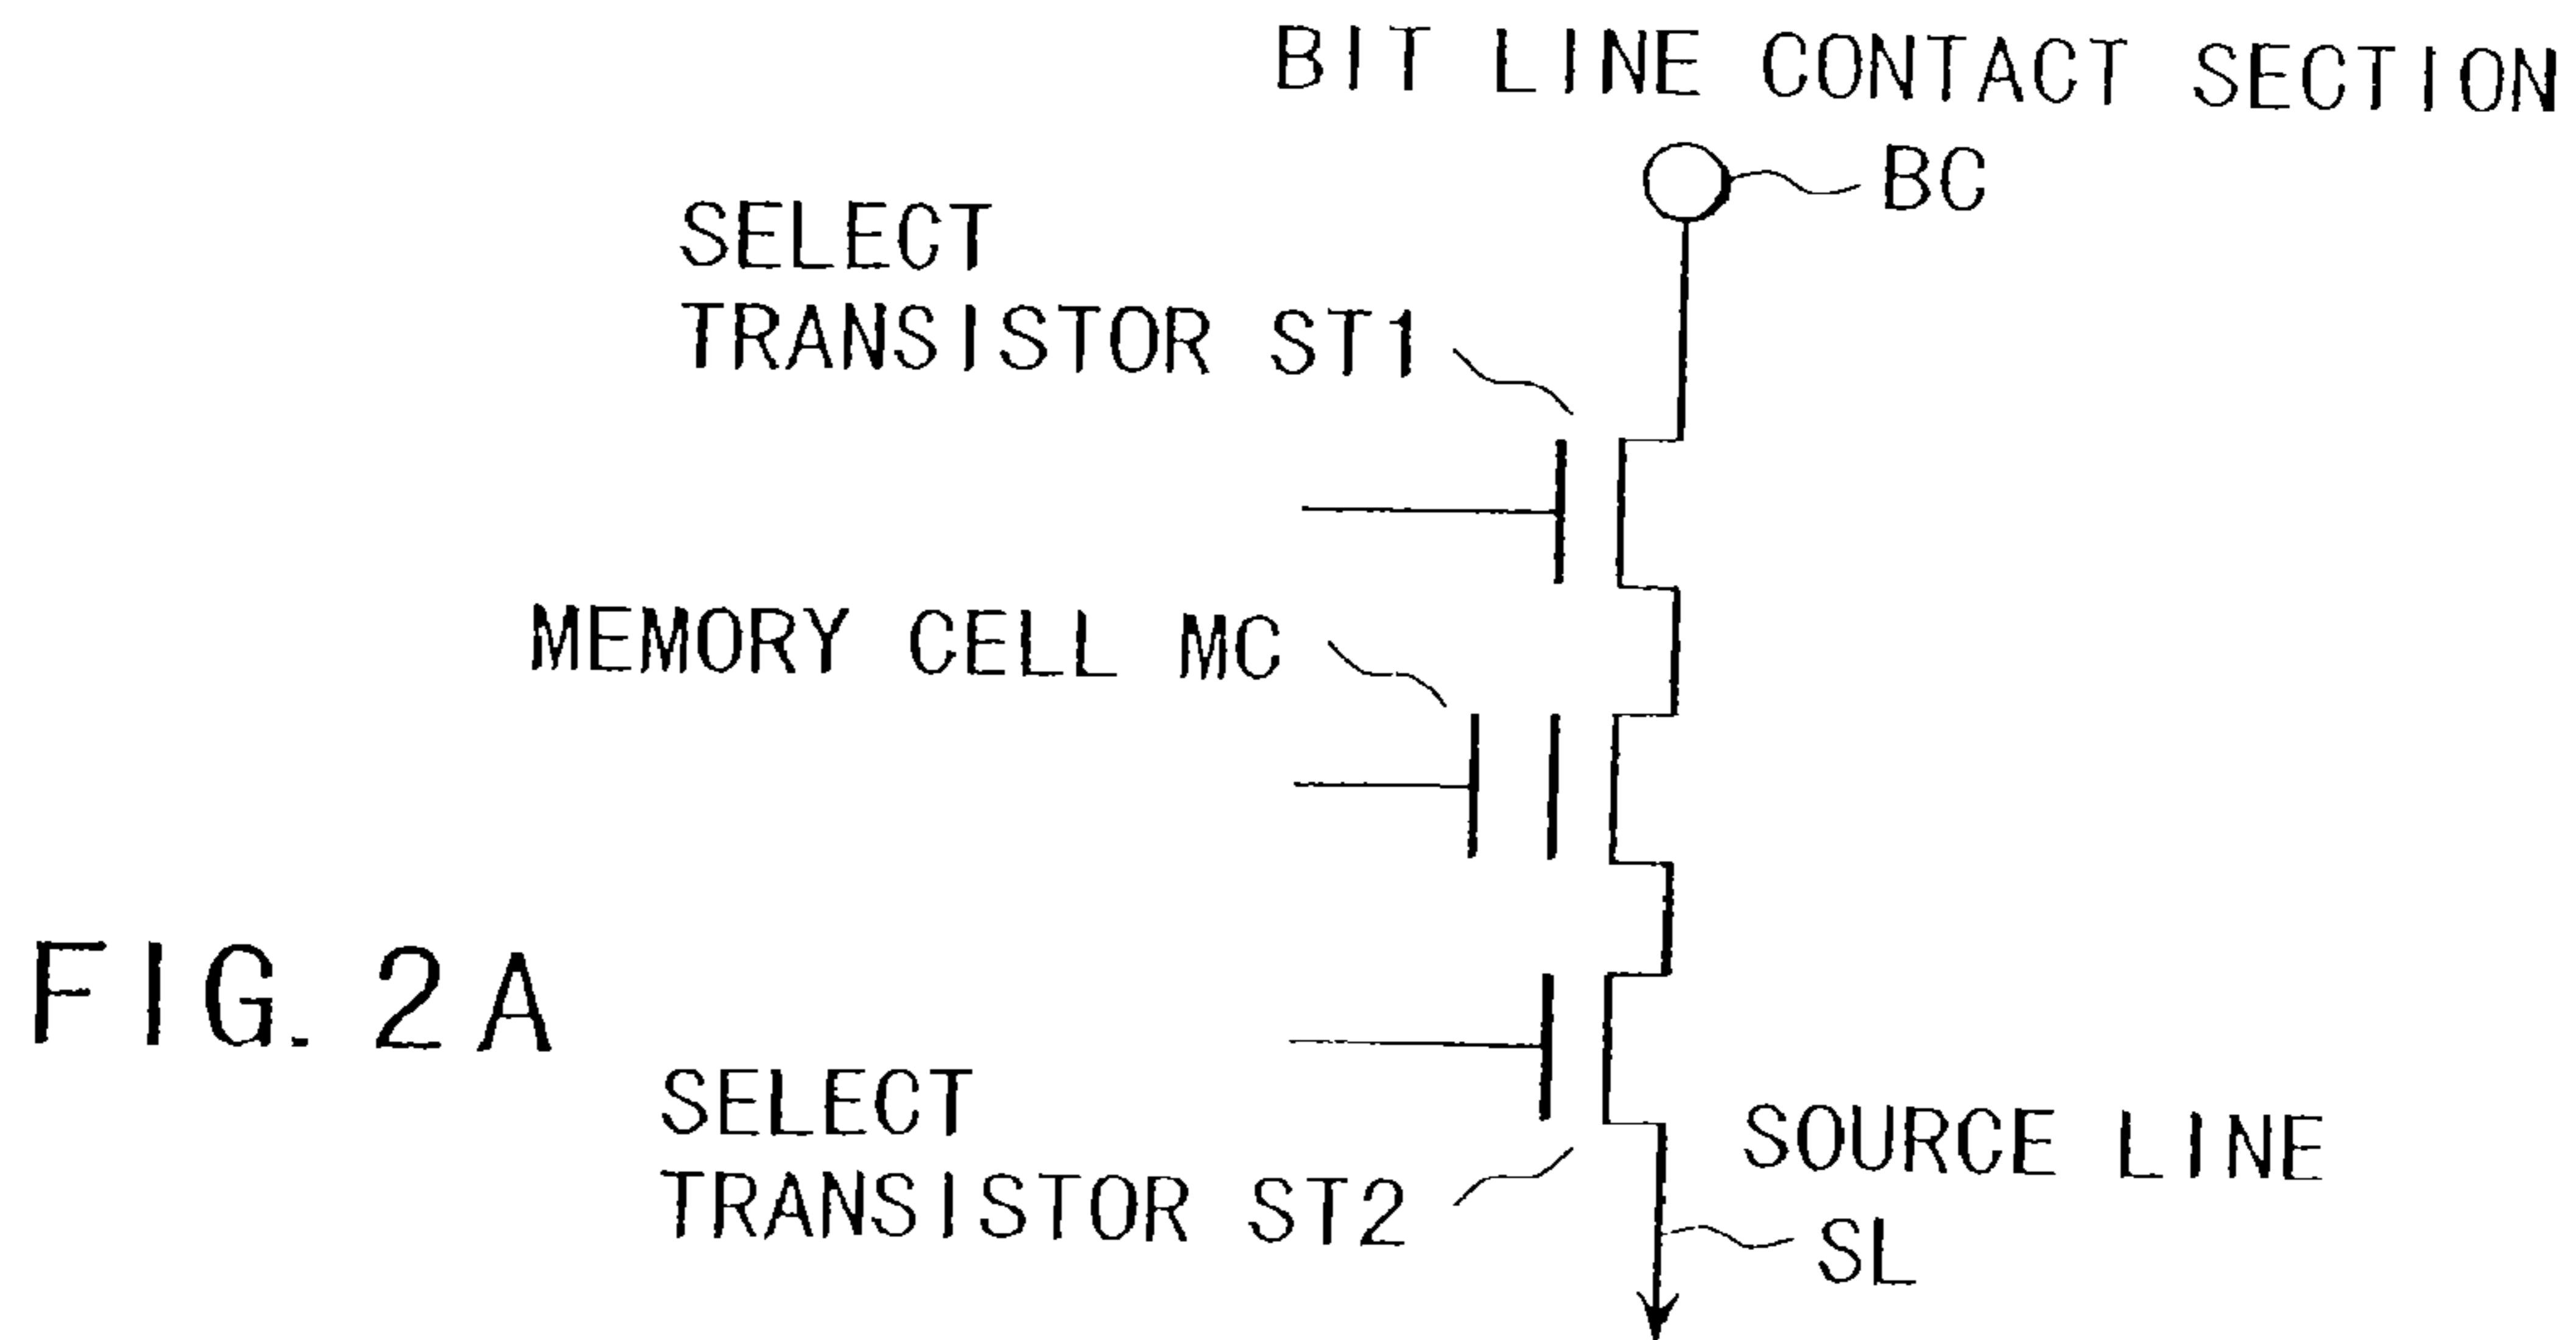 BIT LINE CONTACT SECTION
BC
SELECT
TRANSISTOR ST1
MEMORY CELL MC
FIG. 2A
SELECT
TRANSISTOR ST2
SOURCE LINE
SL